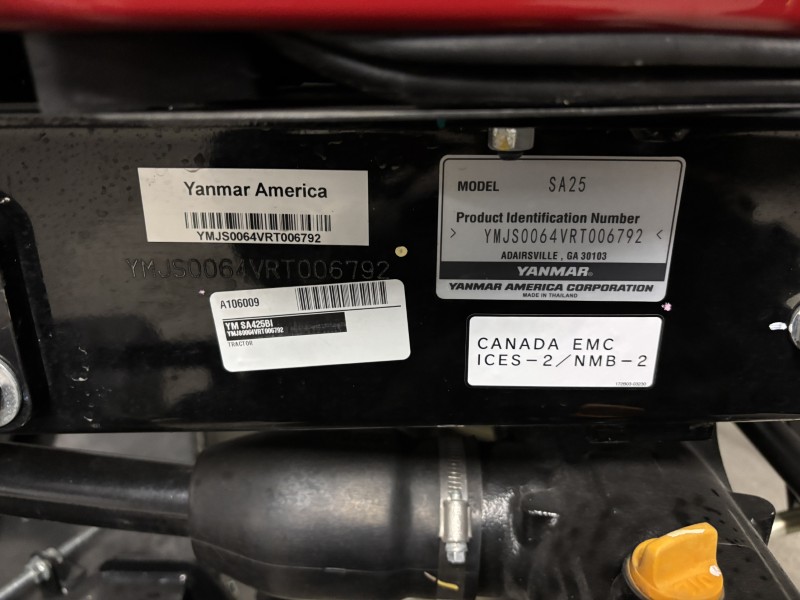 Yanmar America
YMJS0064VRT006792
YMJS0064VRT006792
A106009
YM SA425BI
YMJS0064VRT006792
TRACTOR
MODEL SA25
Product Identification Number
> YMJS0064VRT006792 <
ADAIRSVILLE , GA 30103
YANMAR®
YANMAR AMERICA CORPORATION
MADE IN THAILAND
CANADA EMC
ICES-2/NMB-2